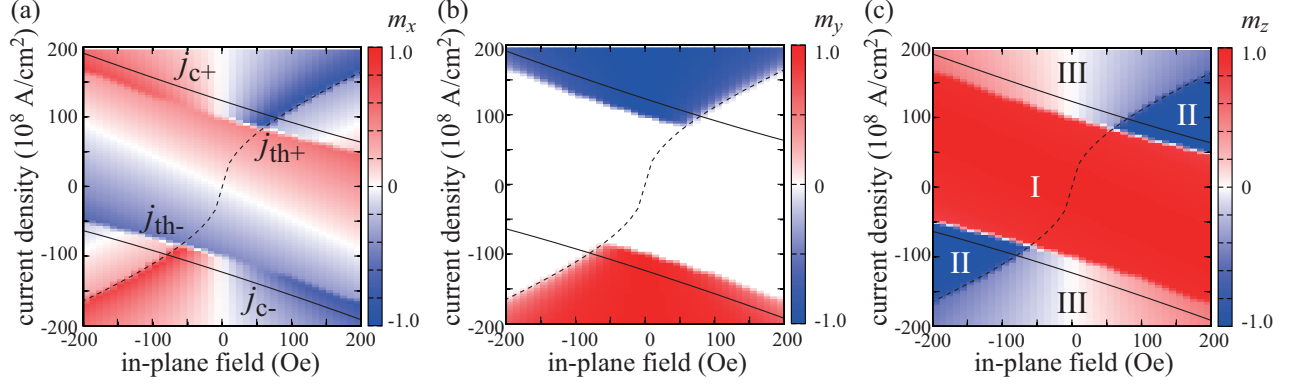 (a)
m_x
current density (10^8 A/cm^2)
200
100
0
-100
-200
j_c+
j_th+
j_th-
j_c-
1.0
0
-1.0
-200
-100
0
100
200
in-plane field (Oe)
(b)
m_y
current density (10^8 A/cm^2)
200
100
0
-100
-200
1.0
0
-1.0
-200
-100
0
100
200
in-plane field (Oe)
(c)
m_z
current density (10^8 A/cm^2)
200
100
0
-100
-200
III
II
I
II
III
1.0
0
-1.0
-200
-100
0
100
200
in-plane field (Oe)